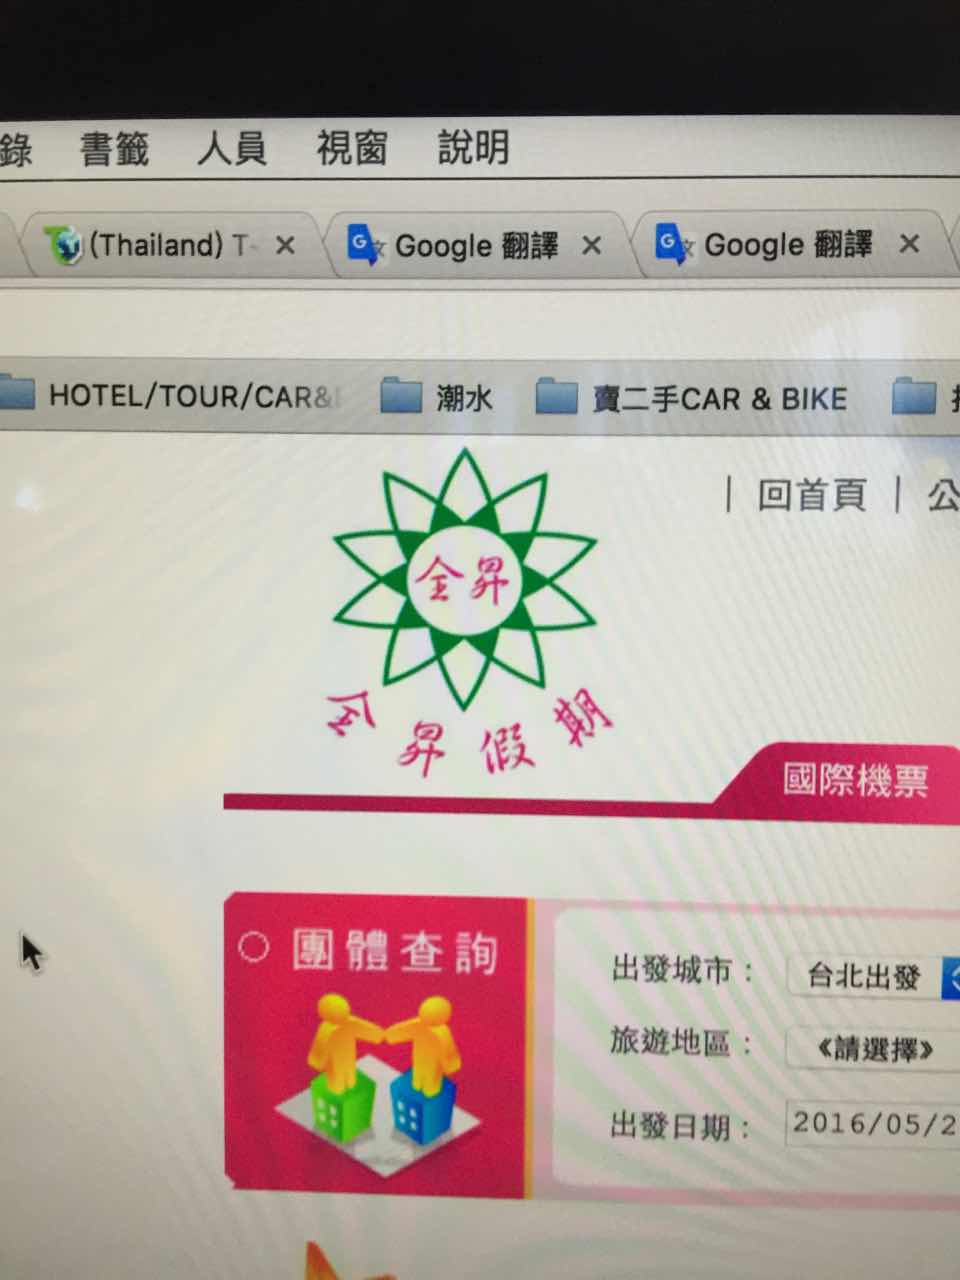 錄 書籤 人員 視窗 說明
(Thailand) T Google 翻譯 Google 翻譯
HOTEL/TOUR/CAR& 潮水 賣二手CAR & BIKE
| 回首頁 | 公
全昇
全昇假期
國際機票
團體查詢
出發城市： 台北出發
旅遊地區： 《請選擇》
出發日期： 2016/05/2